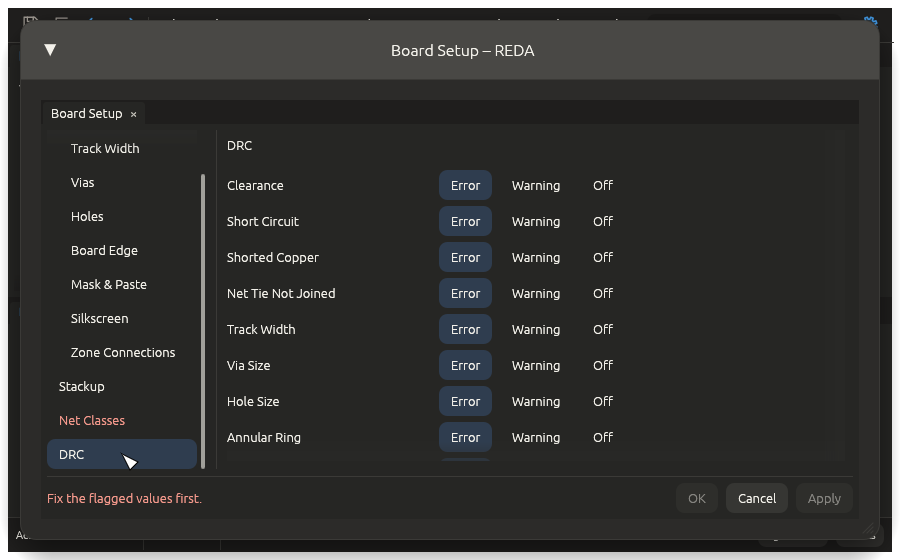 Board Setup – REDA
Board Setup ×
Track Width
Vias
Holes
Board Edge
Mask & Paste
Silkscreen
Zone Connections
Stackup
Net Classes
DRC
DRC
Clearance Error Warning Off
Short Circuit Error Warning Off
Shorted Copper Error Warning Off
Net Tie Not Joined Error Warning Off
Track Width Error Warning Off
Via Size Error Warning Off
Hole Size Error Warning Off
Annular Ring Error Warning Off
Fix the flagged values first.
OK Cancel Apply